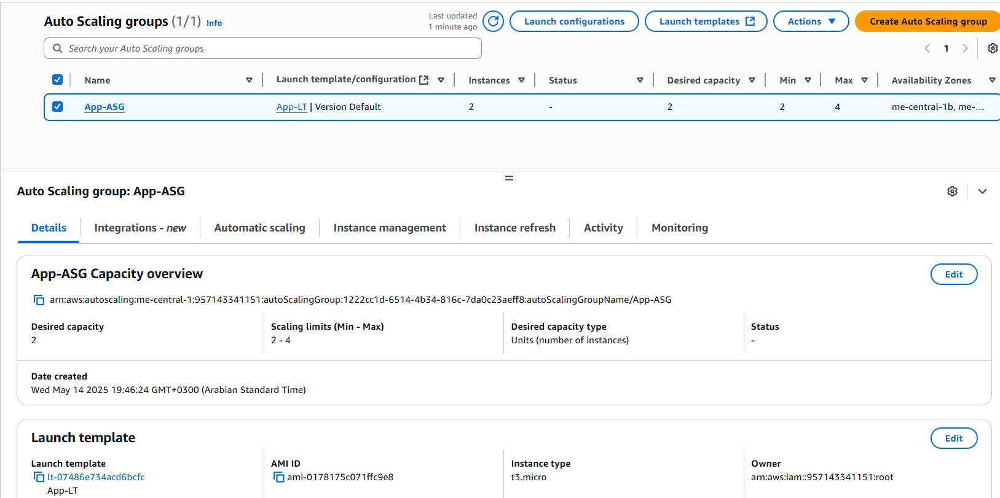 Auto Scaling groups (1/1) Info
Last updated
1 minute ago
Launch configurations
Launch templates
Actions
Create Auto Scaling group
Search your Auto Scaling groups
1
Name
Launch template/configuration
Instances
Status
Desired capacity
Min
Max
Availability Zones
App-ASG
App-LT | Version Default
2
-
2
2
4
me-central-1b, me-...
Auto Scaling group: App-ASG
Details
Integrations - new
Automatic scaling
Instance management
Instance refresh
Activity
Monitoring
App-ASG Capacity overview
Edit
arn:aws:autoscaling:me-central-1:957143341151:autoScalingGroup:1222cc1d-6514-4b34-816c-7da0c23aeff8:autoScalingGroupName/App-ASG
Desired capacity
2
Scaling limits (Min - Max)
2 - 4
Desired capacity type
Units (number of instances)
Status
-
Date created
Wed May 14 2025 19:46:24 GMT+0300 (Arabian Standard Time)
Launch template
Edit
Launch template
lt-07486e734acd6bcfc
App-LT
AMI ID
ami-0178175c071ffc9e8
Instance type
t3.micro
Owner
arn:aws:iam::957143341151:root